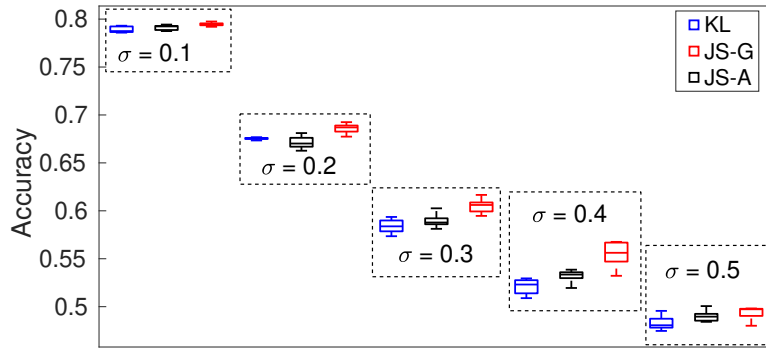 0.8
0.75
0.7
0.65
0.6
0.55
0.5
Accuracy
KL
JS-G
JS-A
σ = 0.1
σ = 0.2
σ = 0.3
σ = 0.4
σ = 0.5